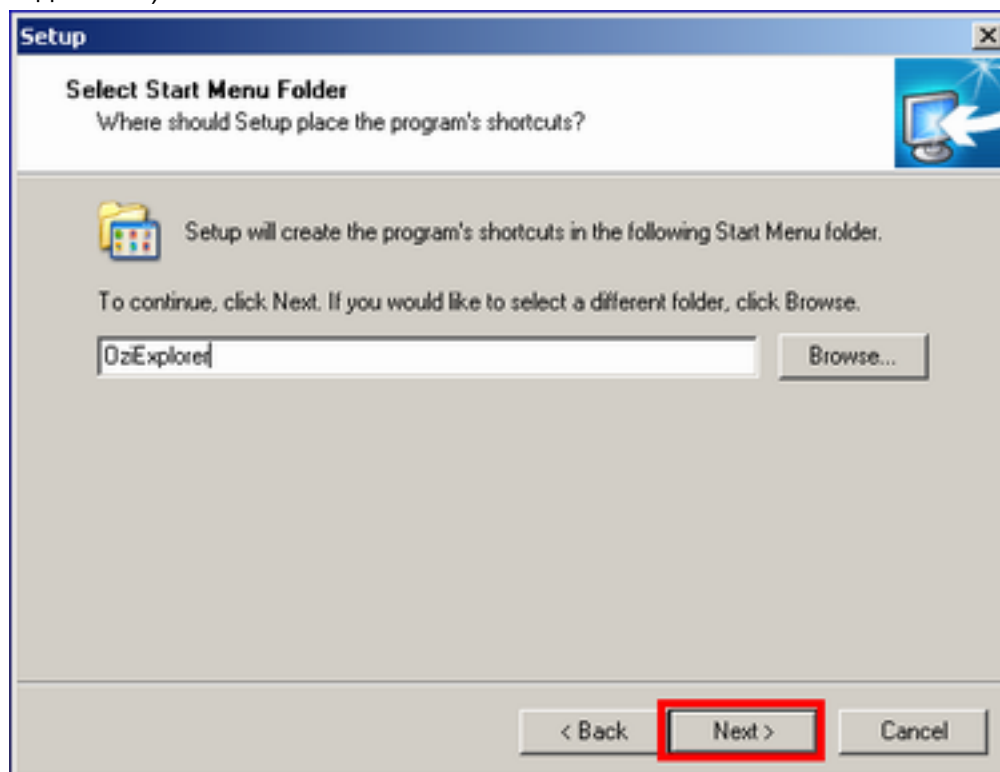 Setup
Select Start Menu Folder
Where should Setup place the program's shortcuts?
Setup will create the program's shortcuts in the following Start Menu folder.
To continue, click Next. If you would like to select a different folder, click Browse.
OziExplorer
Browse...
< Back
Next >
Cancel